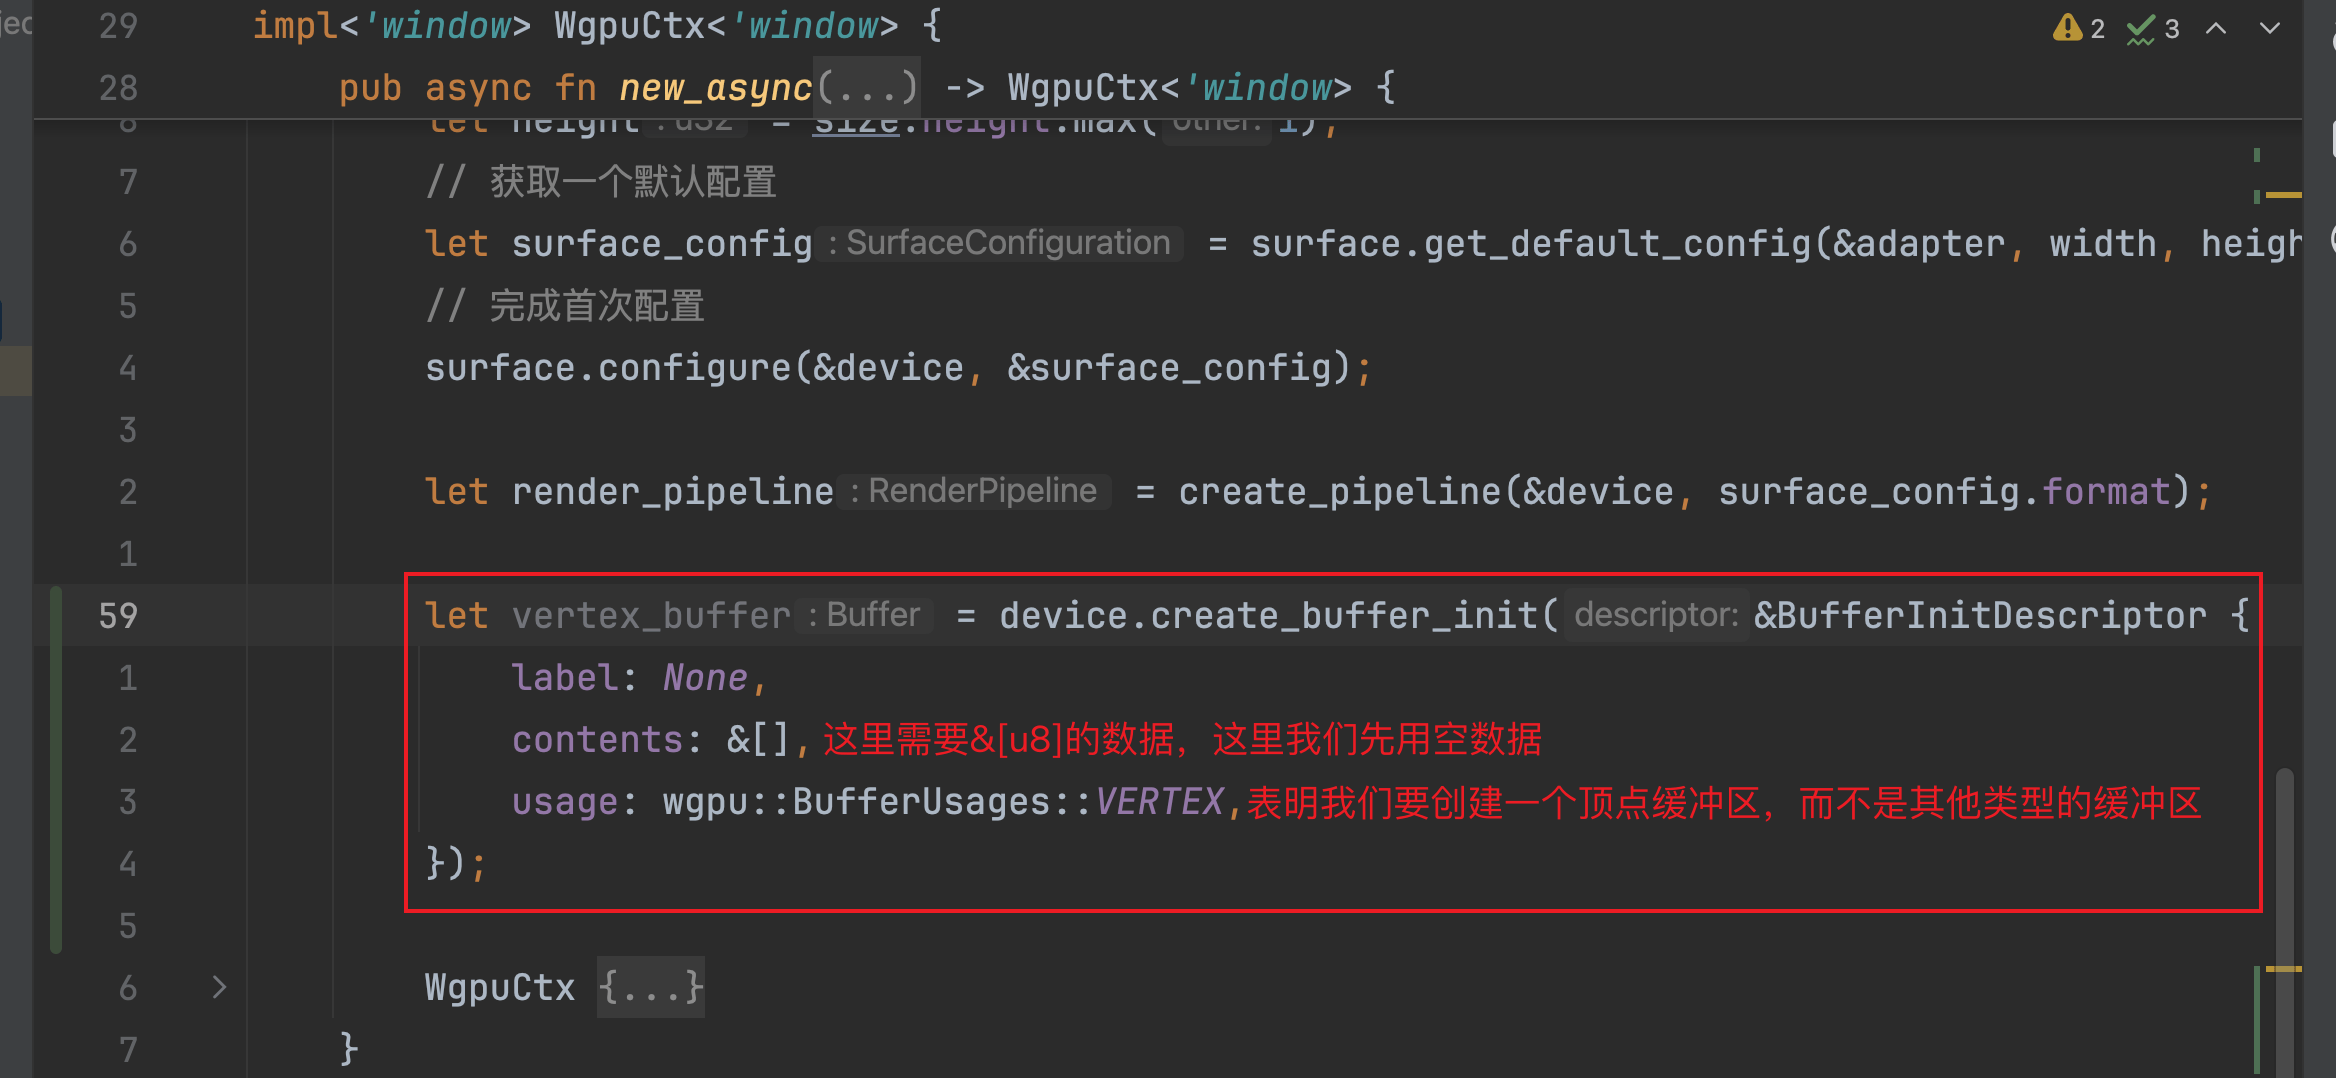 29 impl<'window> WgpuCtx<'window> { 2 3
28 pub async fn new_async(...) -> WgpuCtx<'window> {
8 let height : u32 = size.height.max( other: 1);
7 // 获取一个默认配置
6 let surface_config : SurfaceConfiguration = surface.get_default_config(&adapter, width, heigh
5 // 完成首次配置
4 surface.configure(&device, &surface_config);
3
2 let render_pipeline : RenderPipeline = create_pipeline(&device, surface_config.format);
1
59 let vertex_buffer : Buffer = device.create_buffer_init( descriptor: &BufferInitDescriptor {
1 label: None,
2 contents: &[], 这里需要&[u8]的数据，这里我们先用空数据
3 usage: wgpu::BufferUsages::VERTEX, 表明我们要创建一个顶点缓冲区，而不是其他类型的缓冲区
4 });
5
6 WgpuCtx {...}
7 }